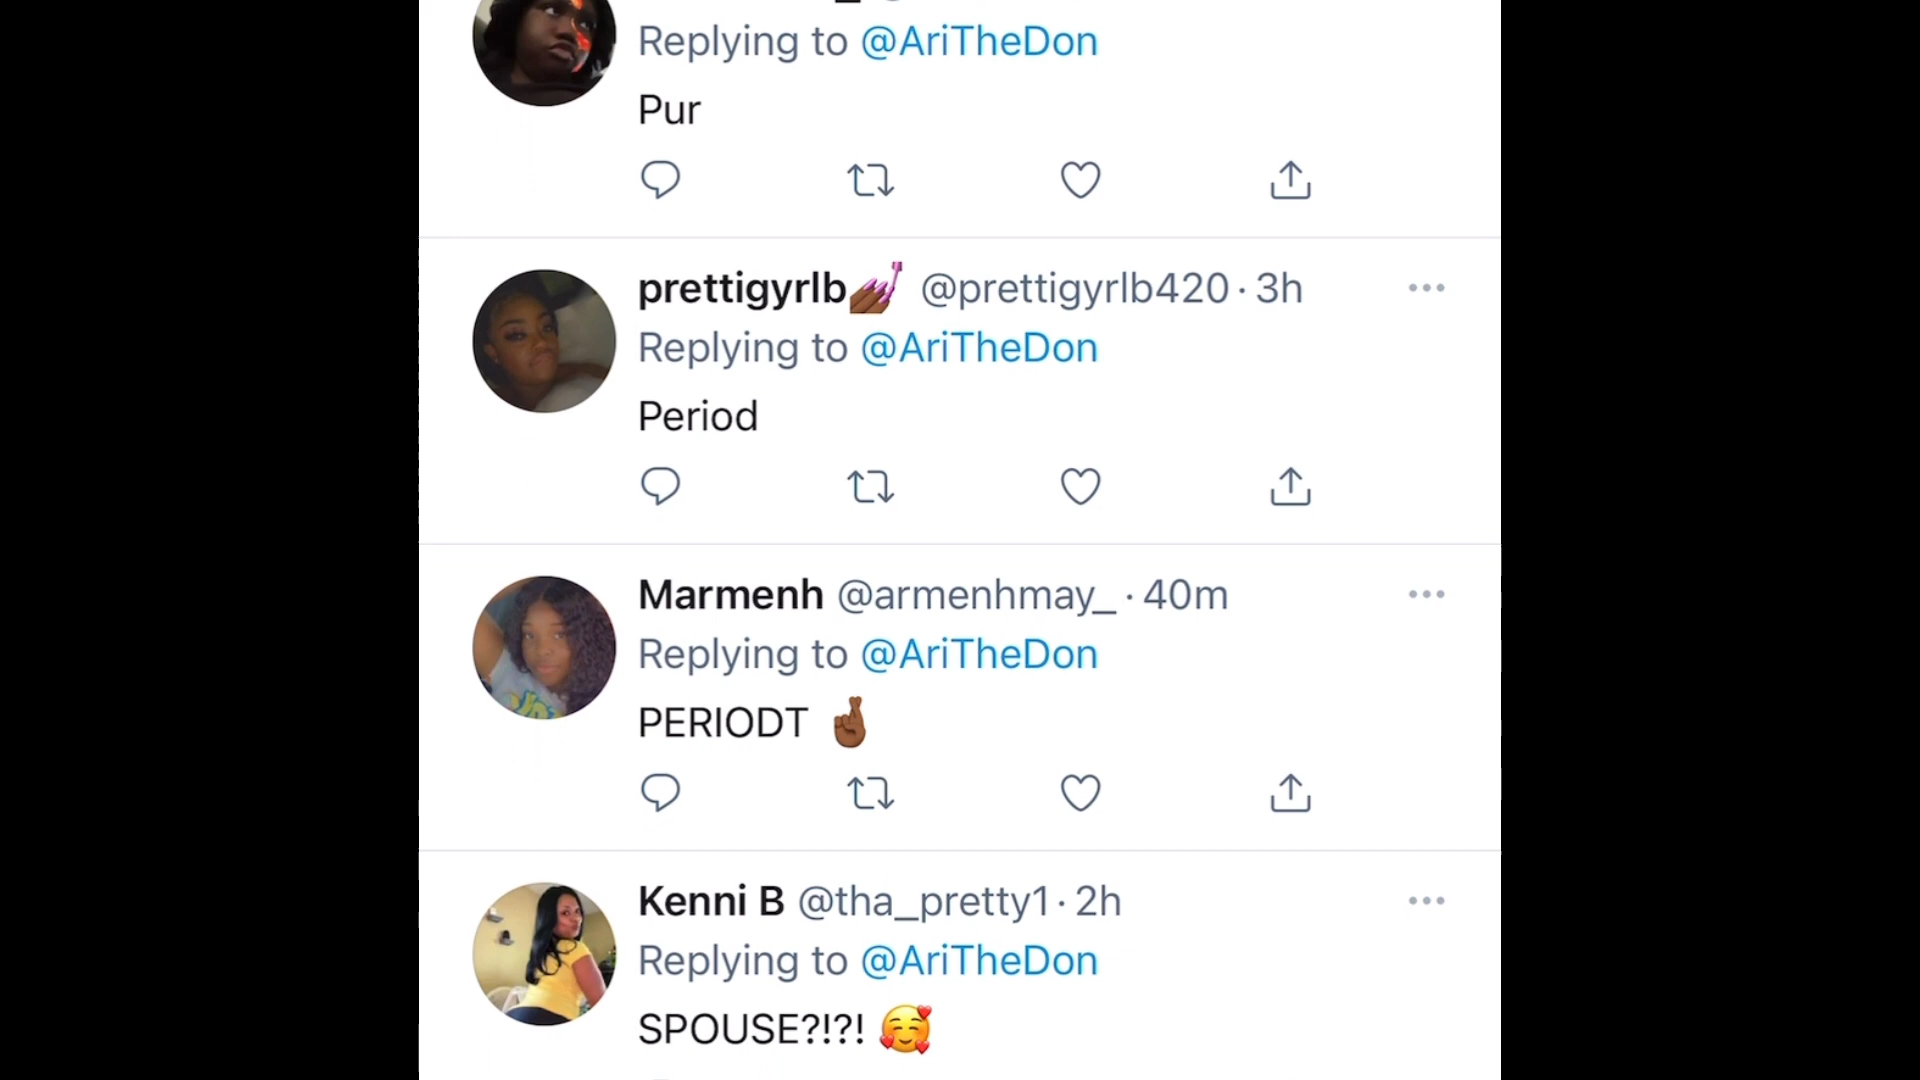 Replying to @AriTheDon
Pur
prettigyrlb💅🏾 @prettigyrlb420 · 3h
Replying to @AriTheDon
Period
Marmenh @armenhmay_ · 40m
Replying to @AriTheDon
PERIODT 🤞🏾
Kenni B @tha_pretty1 · 2h
Replying to @AriTheDon
SPOUSE?!?! 🥰